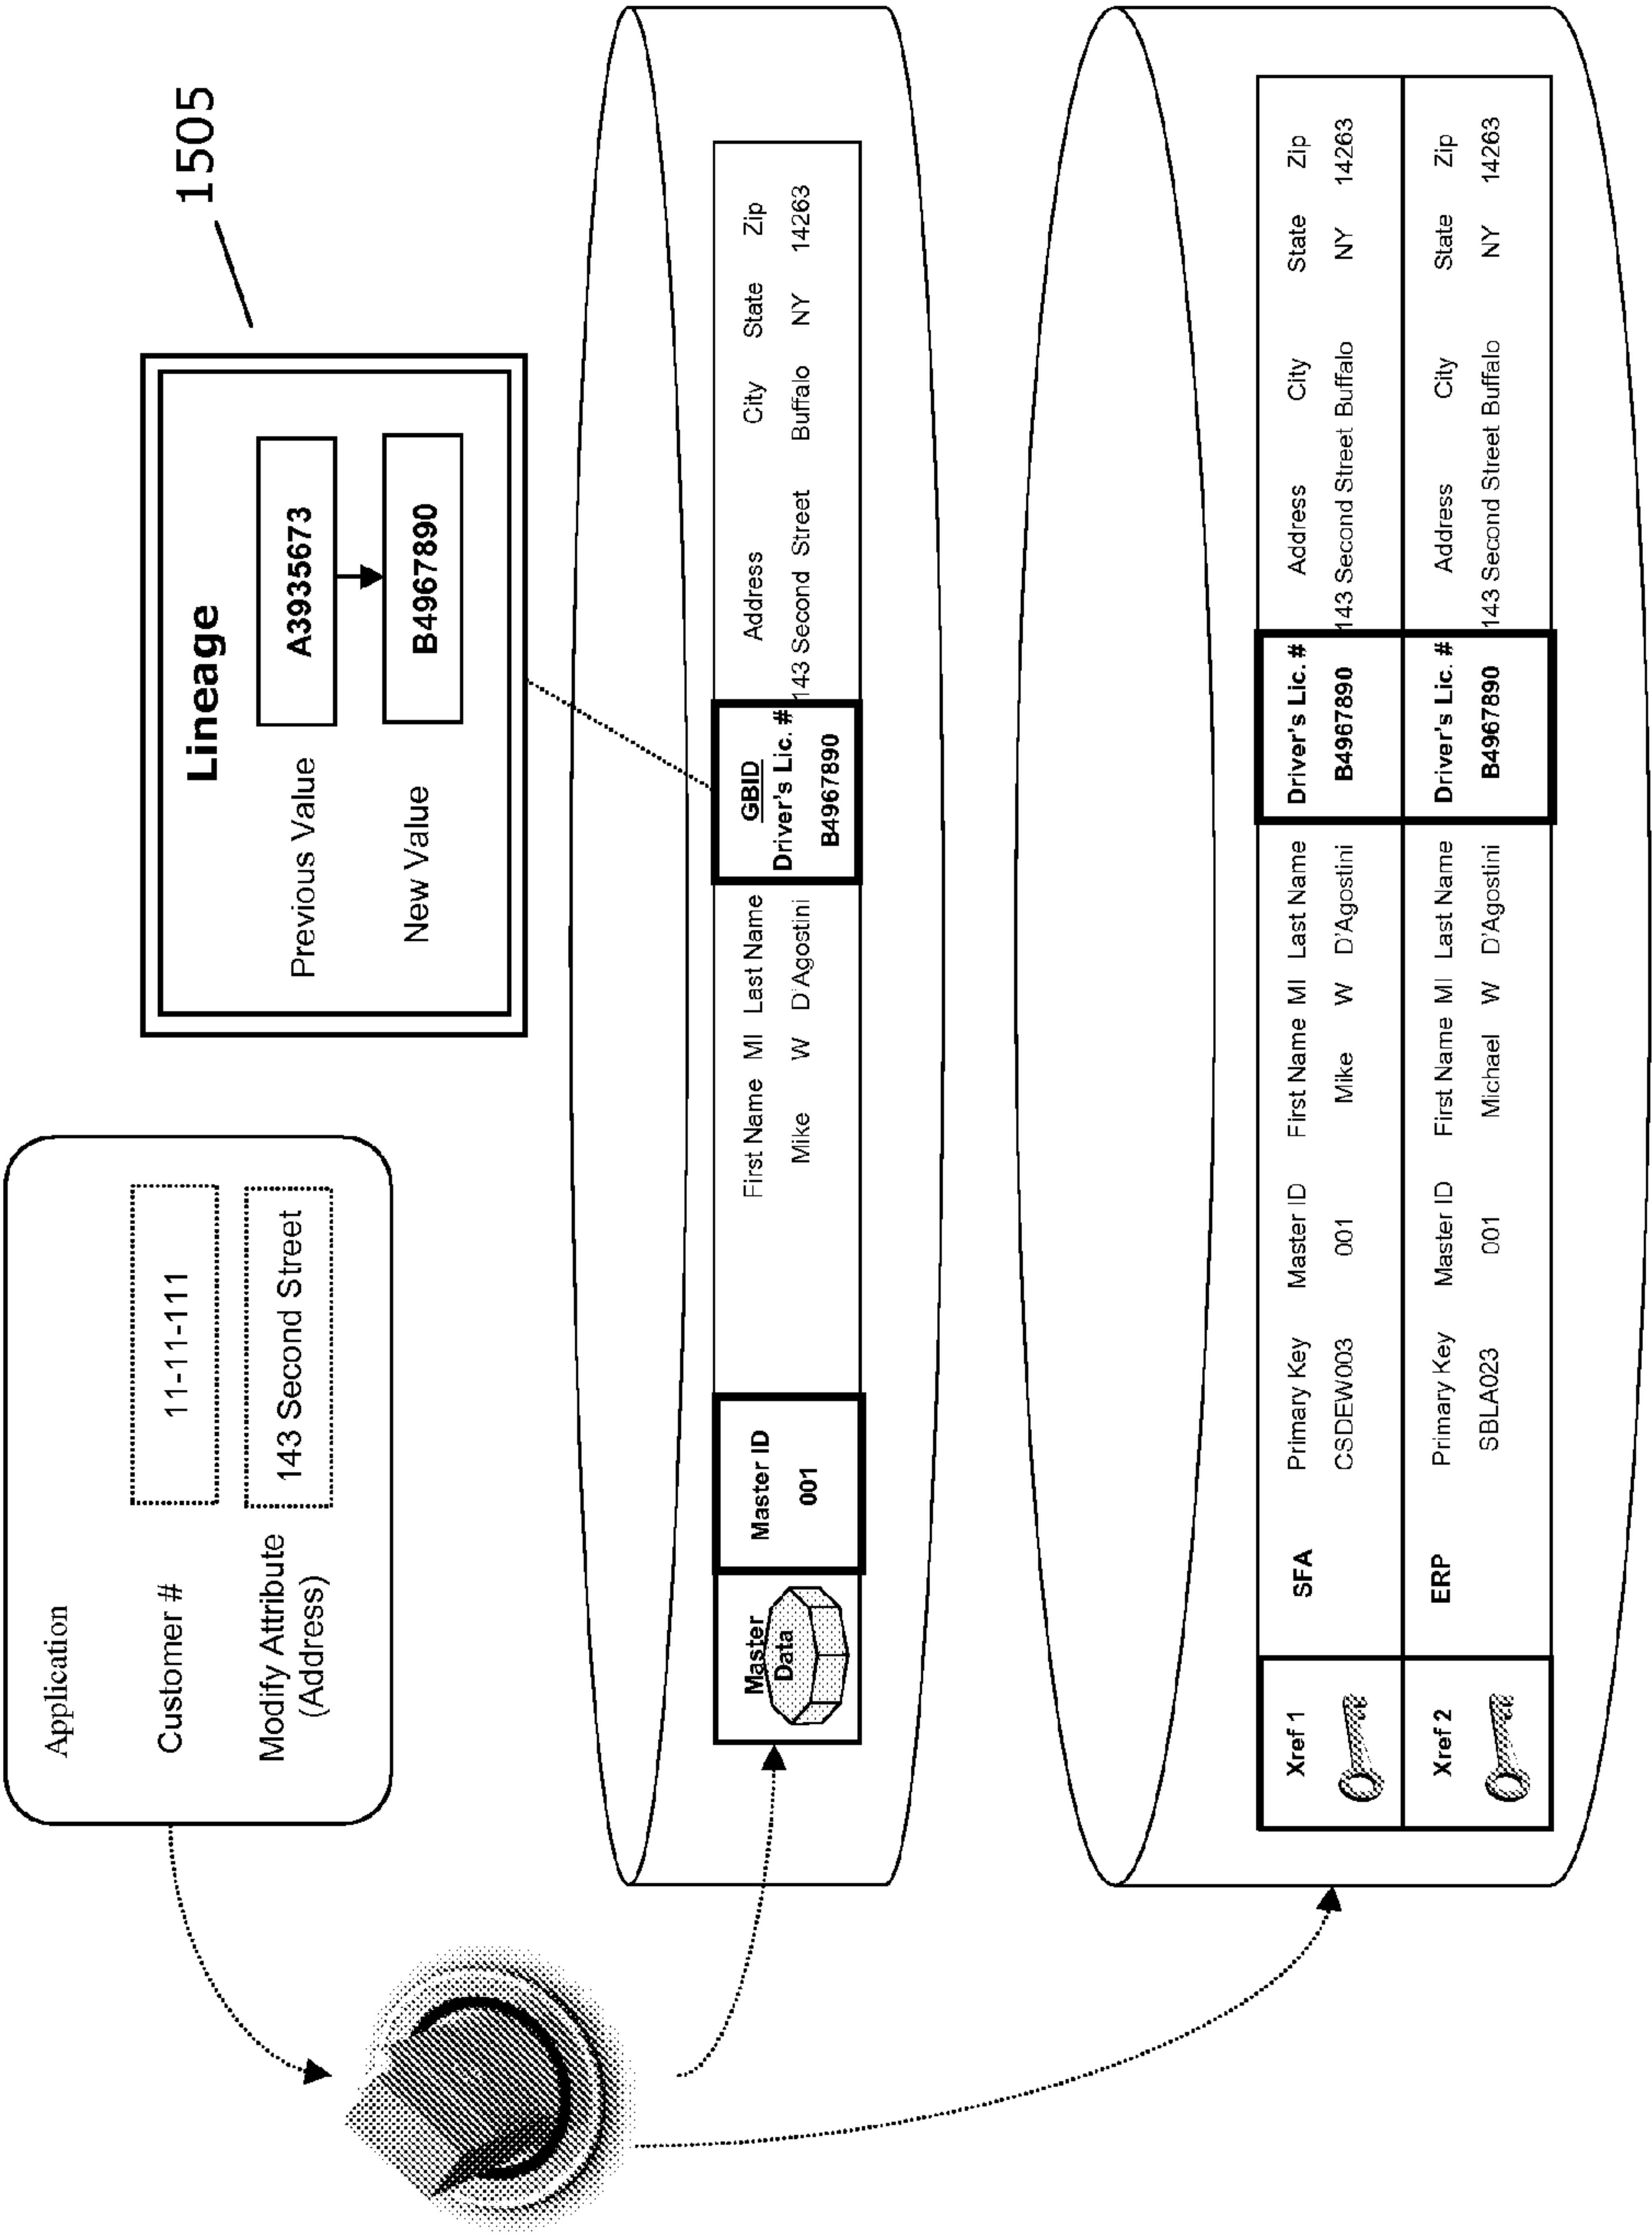 Application
Customer # 11-11-111
Modify Attribute 143 Second Street
(Address)
1505
Lineage
Previous Value A3935673
New Value B4967890
Master
Data
Master ID
001
First Name MI Last Name
Mike W D'Agostini
GBID
Driver's Lic. #
B4967890
Address City State Zip
143 Second Street Buffalo NY 14263
Xref 1 SFA Primary Key Master ID First Name MI Last Name Driver's Lic. # Address City State Zip
CSDEW003 001 Mike W D'Agostini B4967890 143 Second Street Buffalo NY 14263
Xref 2 ERP Primary Key Master ID First Name MI Last Name Driver's Lic. # Address City State Zip
SBLA023 001 Michael W D'Agostini B4967890 143 Second Street Buffalo NY 14263